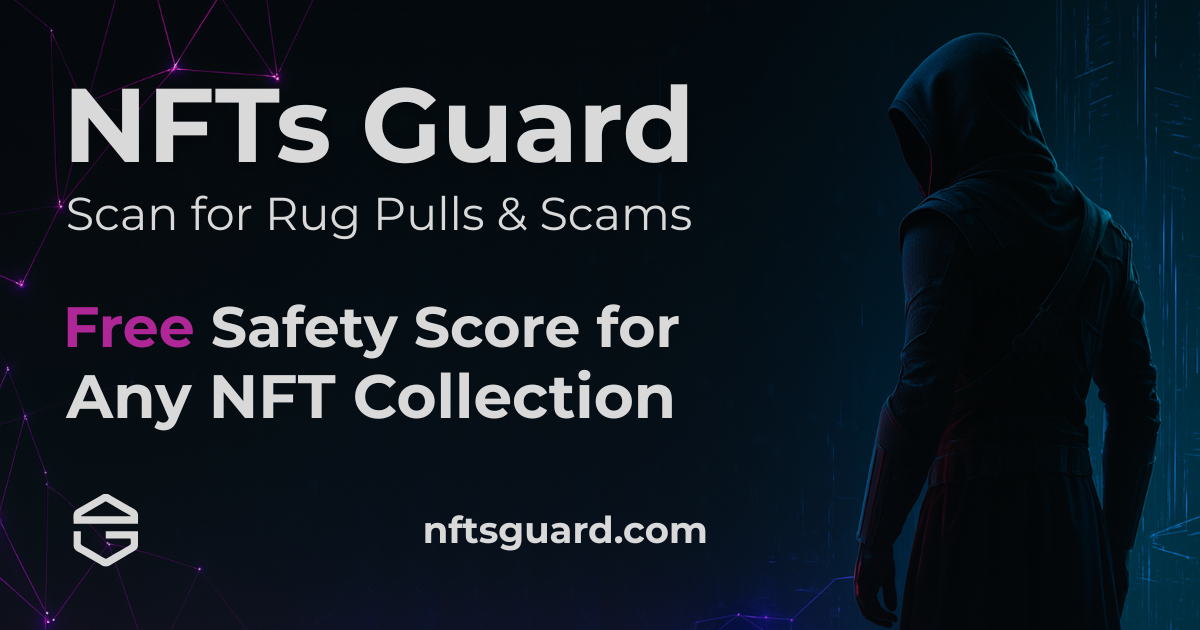 NFTs Guard
Scan for Rug Pulls & Scams
Free Safety Score for
Any NFT Collection
nftsguard.com